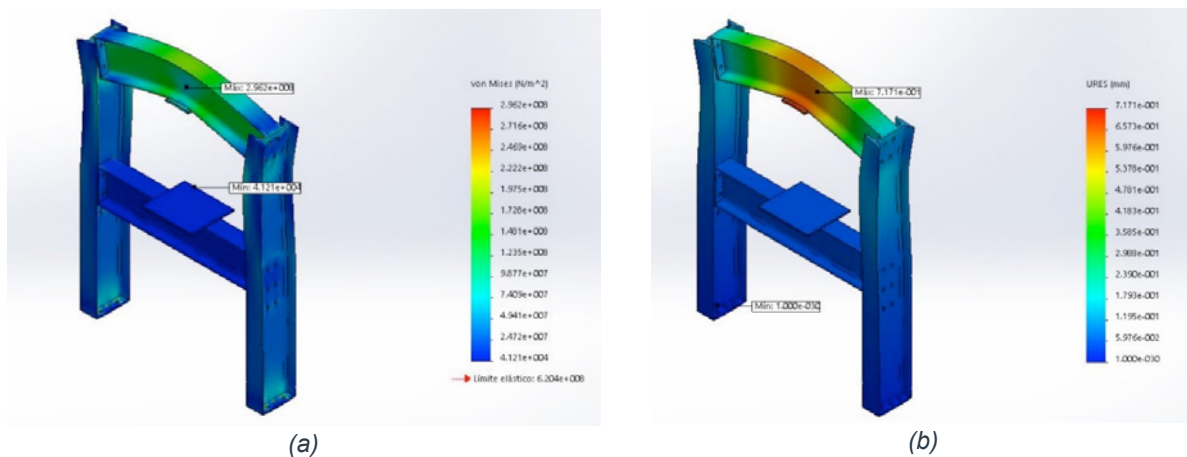 Máx: 2.962e+008
Mín: 4.121e+004
von Mises (N/m^2)
2.962e+008
2.716e+008
2.469e+008
2.222e+008
1.975e+008
1.728e+008
1.481e+008
1.235e+008
9.877e+007
7.409e+007
4.941e+007
2.472e+007
4.121e+004
Límite elástico: 6.204e+008
(a)
Máx: 7.171e-001
Mín: 1.000e-030
URES (mm)
7.171e-001
6.573e-001
5.976e-001
5.378e-001
4.781e-001
4.183e-001
3.585e-001
2.988e-001
2.390e-001
1.793e-001
1.195e-001
5.976e-002
1.000e-030
(b)